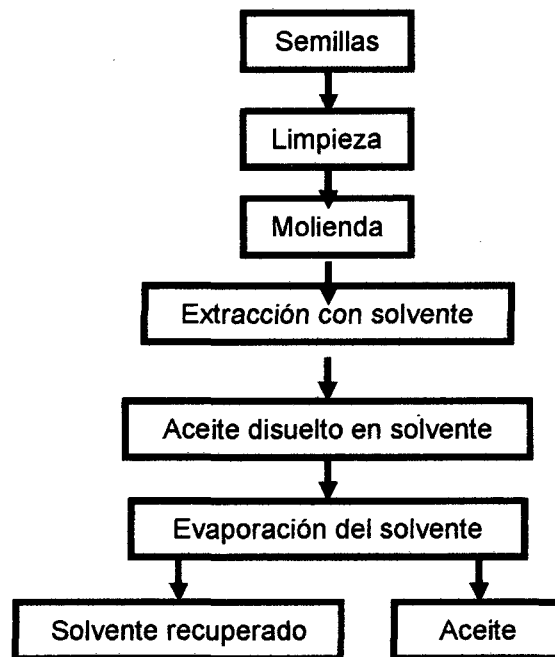 Semillas
Limpieza
Molienda
Extracción con solvente
Aceite disuelto en solvente
Evaporación del solvente
Solvente recuperado
Aceite